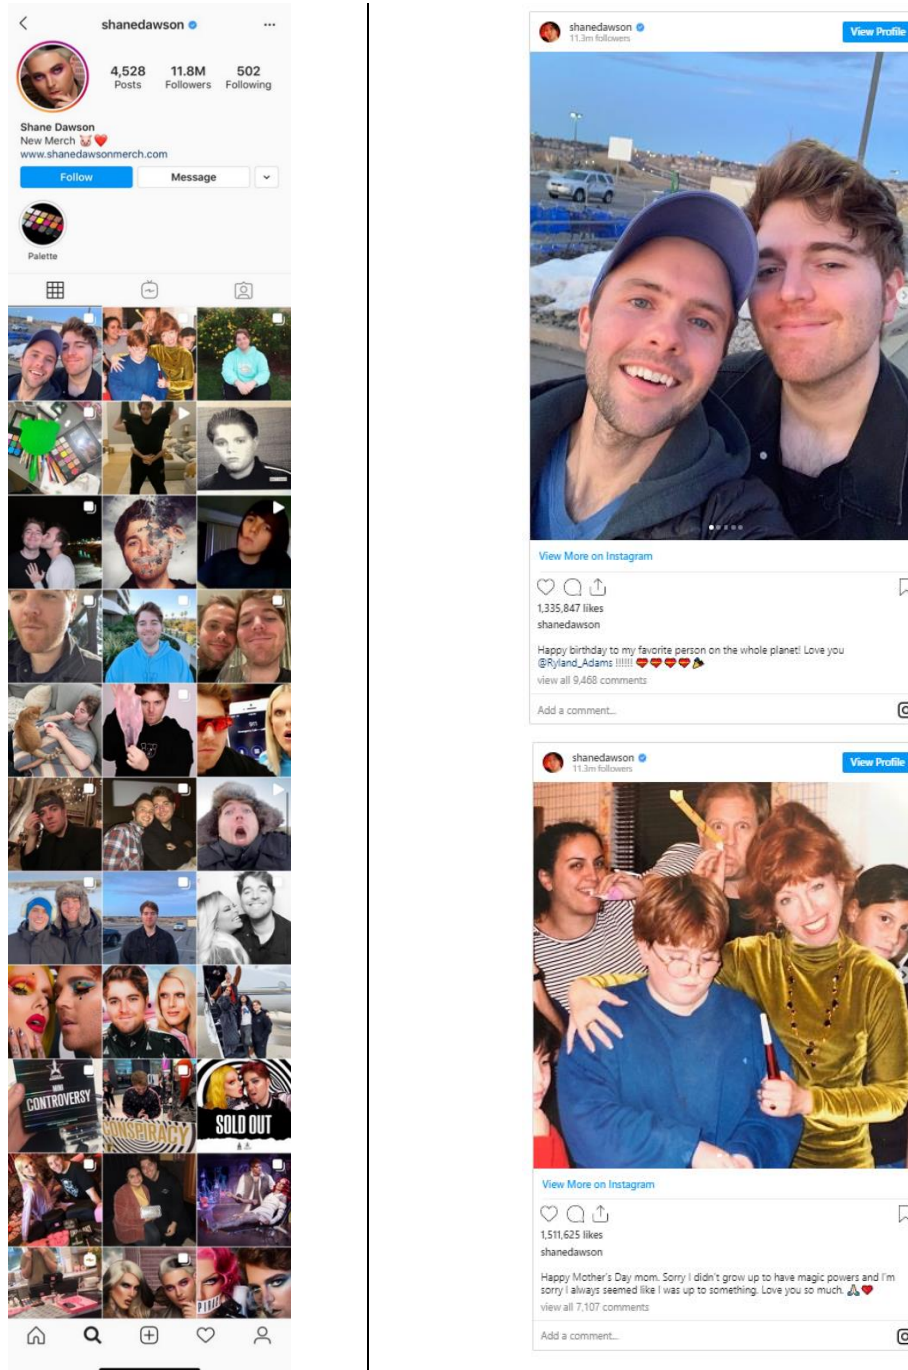 shanedawson
4,528
11.8M
502
Posts
Followers
Following
Shane Dawson
New Merch
www.shanedawsonmerch.com
Follow
Message
Palette
MINI
CONTROVERSY
CONSPIRACY
SOLD OUT
shanedawson
11.3m followers
View Profile
View More on Instagram
1,335,847 likes
shanedawson
Happy birthday to my favorite person on the whole planet! Love you
@Ryland_Adams !!!!!!
view all 9,468 comments
Add a comment...
shanedawson
11.3m followers
View Profile
View More on Instagram
1,511,625 likes
shanedawson
Happy Mother's Day mom. Sorry I didn't grow up to have magic powers and I'm
sorry I always seemed like I was up to something. Love you so much.
view all 7,107 comments
Add a comment...